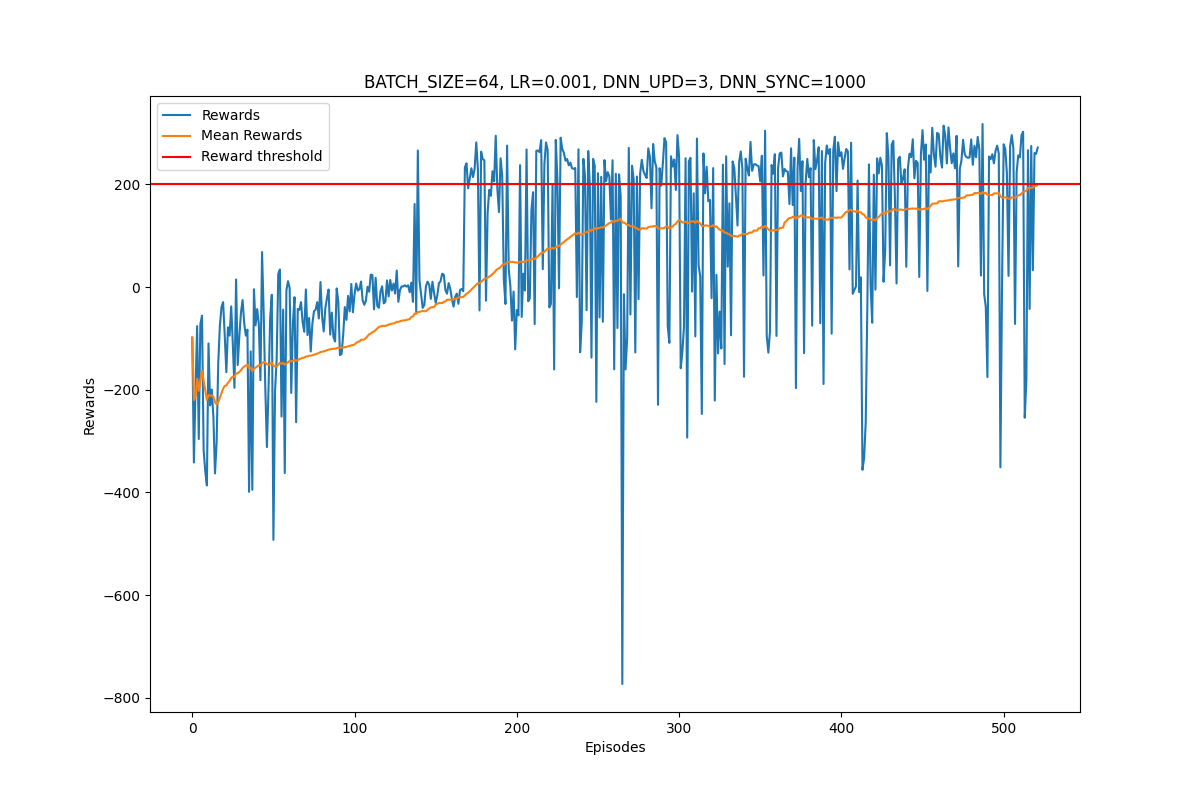 BATCH_SIZE=64, LR=0.001, DNN_UPD=3, DNN_SYNC=1000
Rewards
Mean Rewards
Reward threshold
200
0
−200
−400
−600
−800
Rewards
0
100
200
300
400
500
Episodes